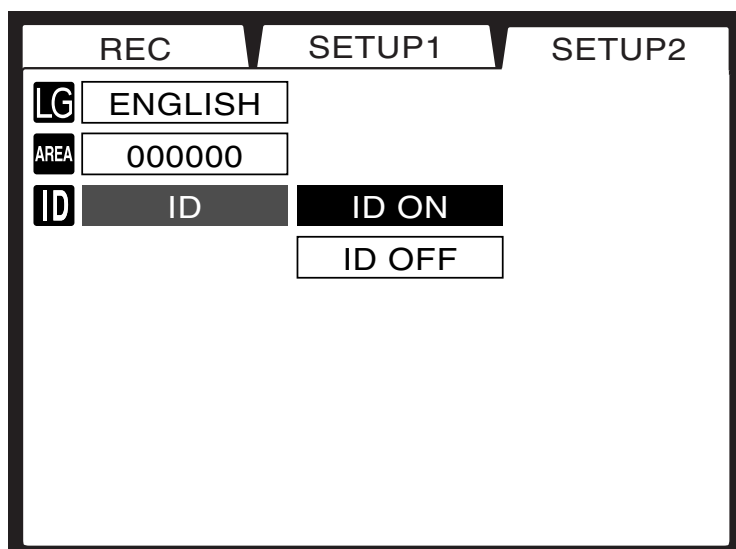 REC SETUP1 SETUP2
LG ENGLISH
AREA 000000
ID ID ID ON
ID OFF